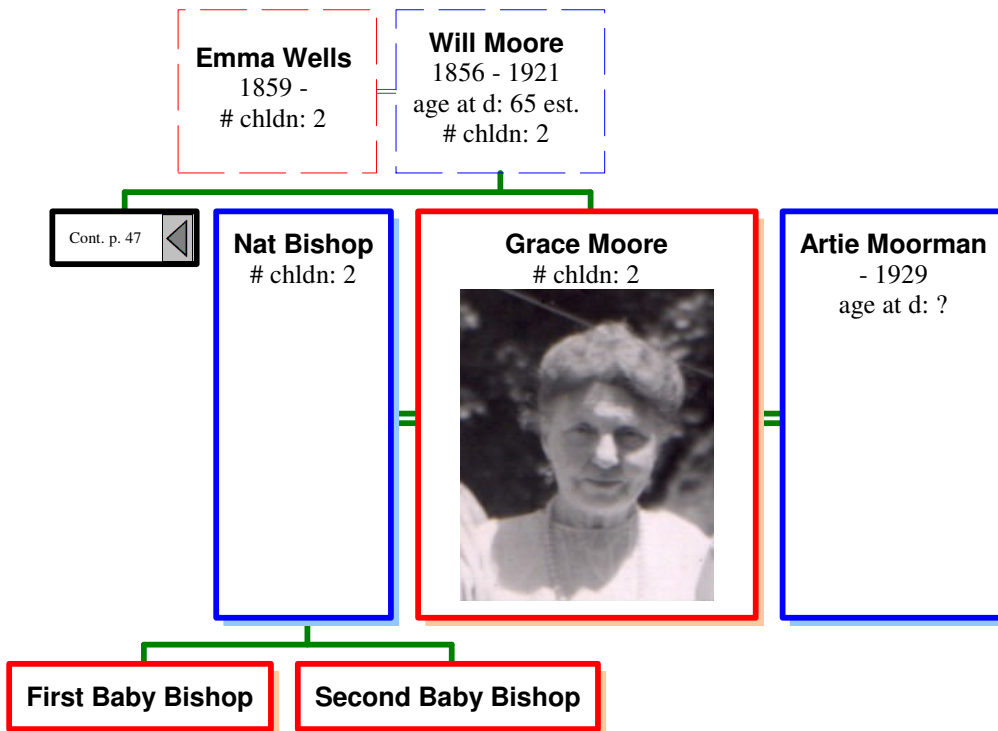 Emma Wells
1859 -
# chldn: 2
Will Moore
1856 - 1921
age at d: 65 est.
# chldn: 2
Cont. p. 47
Nat Bishop
# chldn: 2
Grace Moore
# chldn: 2
Artie Moorman
- 1929
age at d: ?
First Baby Bishop
Second Baby Bishop